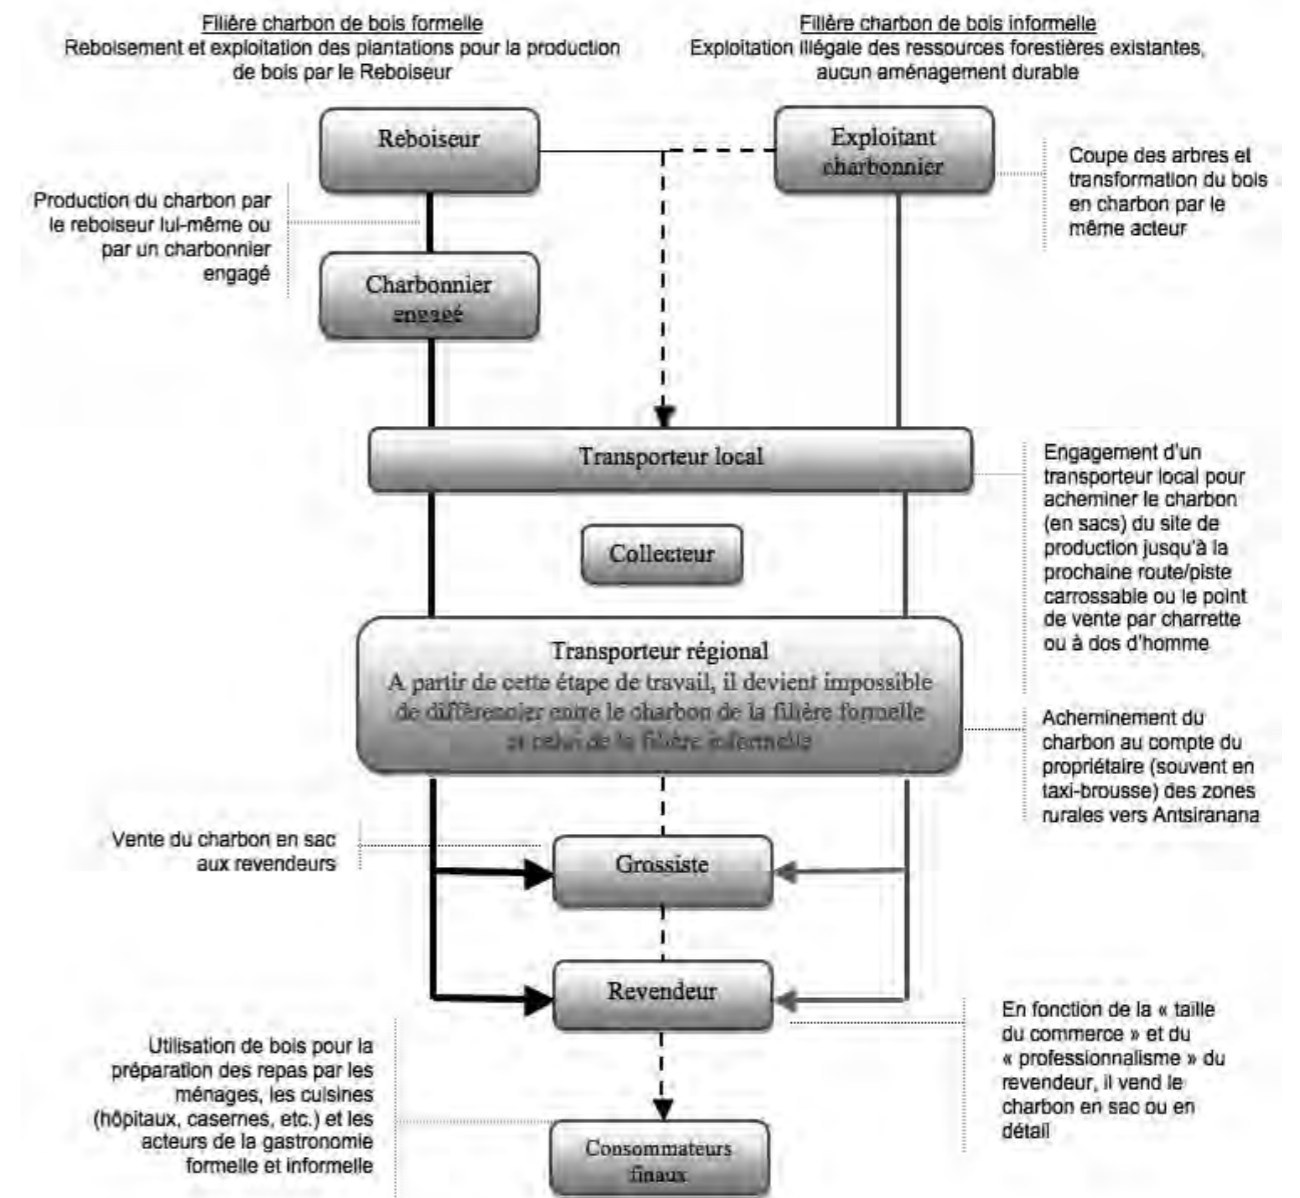 Filière charbon de bois formelle
Reboisement et exploitation des plantations pour la production
de bois par le Reboiseur
Filière charbon de bois informelle
Exploitation illégale des ressources forestières existantes,
aucun aménagement durable
Reboiseur
Exploitant
charbonnier
Coupe des arbres et
transformation du bois
en charbon par le
même acteur
Production du charbon par
le reboiseur lui-même ou
par un charbonnier
engagé
Charbonnier
engagé
Transporteur local
Engagement d'un
transporteur local pour
acheminer le charbon
(en sacs) du site de
production jusqu'à la
prochaine route/piste
carrossable ou le point
de vente par charrette
ou à dos d'homme
Collecteur
Transporteur régional
A partir de cette étape de travail, il devient impossible
de différencier entre le charbon de la filière formelle
et celui de la filière informelle
Acheminement du
charbon au compte du
propriétaire (souvent en
taxi-brousse) des zones
rurales vers Antsiranana
Vente du charbon en sac
aux revendeurs
Grossiste
Revendeur
En fonction de la « taille
du commerce » et du
« professionnalisme » du
revendeur, il vend le
charbon en sac ou en
détail
Utilisation de bois pour la
préparation des repas par les
ménages, les cuisines
(hôpitaux, casernes, etc.) et les
acteurs de la gastronomie
formelle et informelle
Consommateurs
finaux